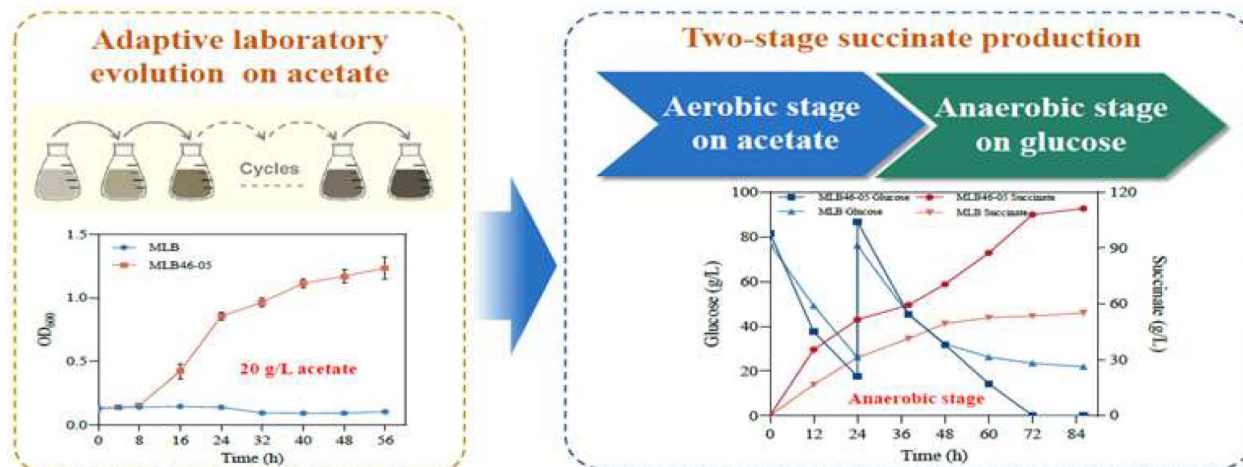 Adaptive laboratory
evolution on acetate
Cycles
1.5
1.0
0.5
0.0
OD600
MLB
MLB46-05
20 g/L acetate
0 8 16 24 32 40 48 56
Time (h)
Two-stage succinate production
Aerobic stage
on acetate
Anaerobic stage
on glucose
100
80
60
40
20
0
Glucose (g/L)
MLB46-05 Glucose
MLB46-05 Succinate
MLB Glucose
MLB Succinate
120
90
60
30
0
Succinate (g/L)
Anaerobic stage
0 12 24 36 48 60 72 84
Time (h)